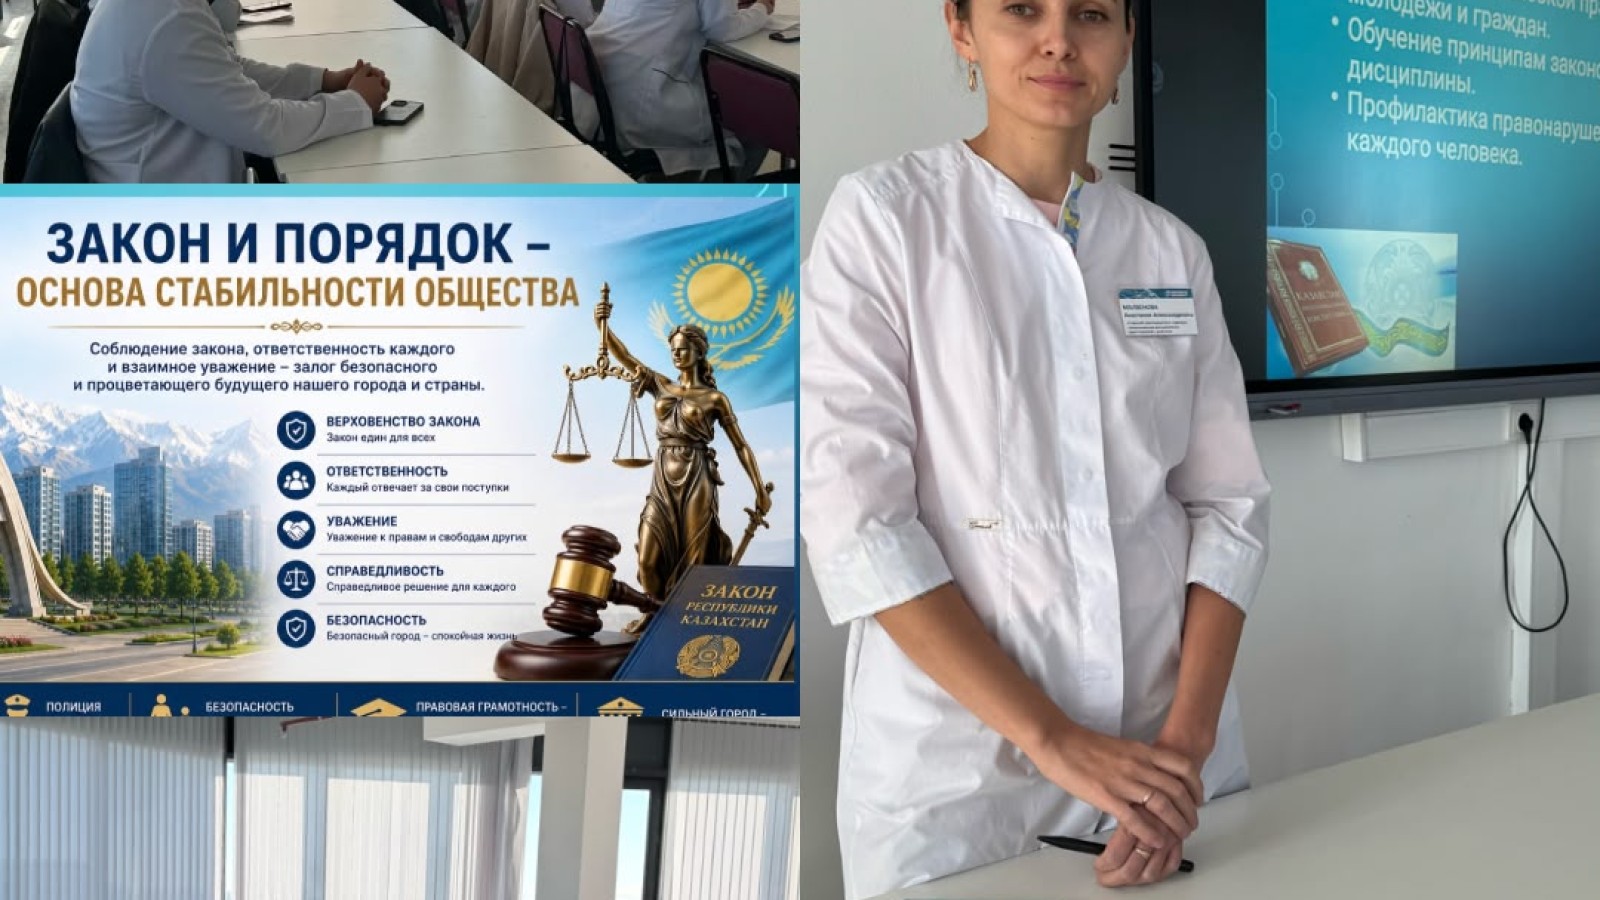 ЗАКОН И ПОРЯДОК –
ОСНОВА СТАБИЛЬНОСТИ ОБЩЕСТВА
Соблюдение закона, ответственность каждого
и взаимное уважение – залог безопасного
и процветающего будущего нашего города и страны.
ВЕРХОВЕНСТВО ЗАКОНА
Закон един для всех
ОТВЕТСТВЕННОСТЬ
Каждый отвечает за свои поступки
УВАЖЕНИЕ
Уважение к правам и свободам других
СПРАВЕДЛИВОСТЬ
Справедливое решение для каждого
БЕЗОПАСНОСТЬ
Безопасный город – спокойная жизнь
ЗАКОН
РЕСПУБЛИКИ
КАЗАХСТАН
ПОЛИЦИЯ
БЕЗОПАСНОСТЬ
ПРАВОВАЯ ГРАМОТНОСТЬ –
СИЛЬНЫЙ ГОРОД –
молодежи и граждан.
• Обучение принципам
дисциплины.
• Профилактика
каждого человека.